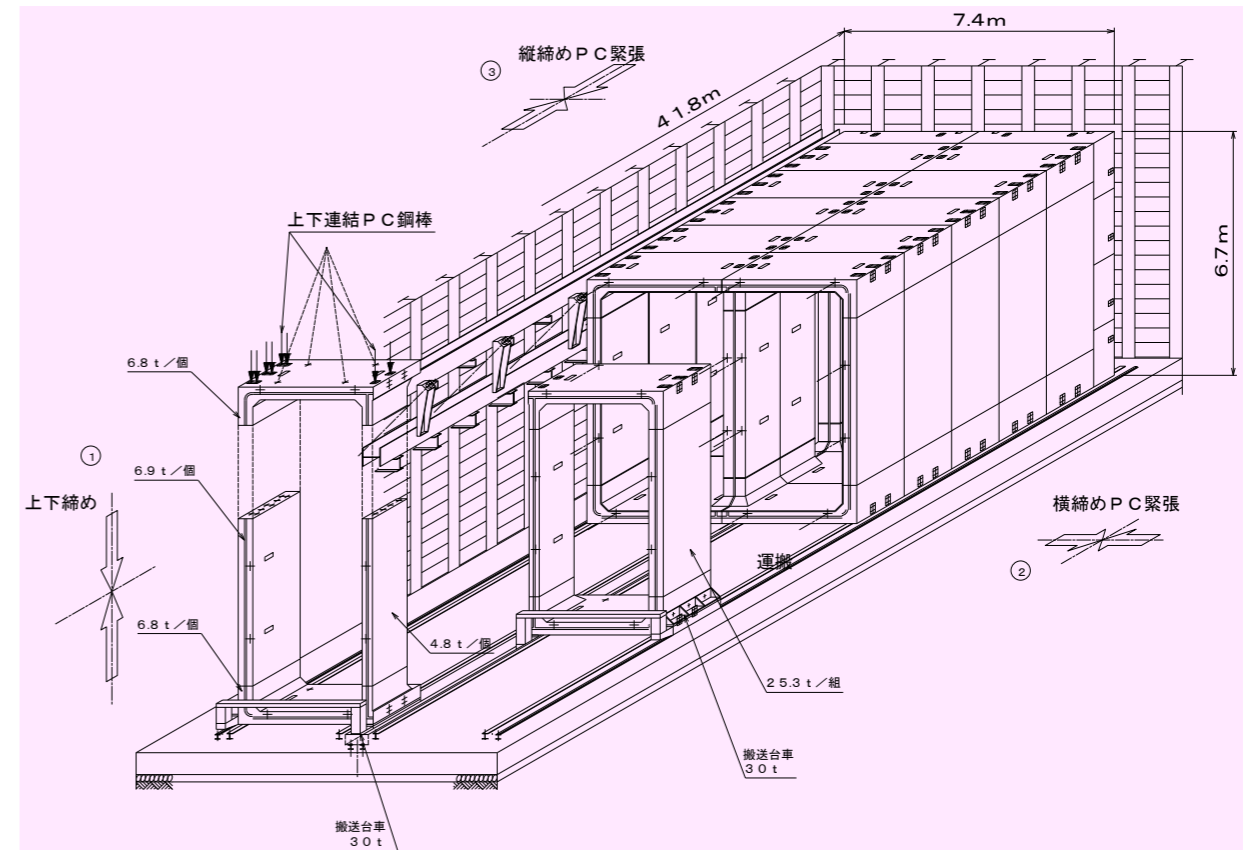 7.4m
③ 縦締めＰＣ緊張
41.8m
上下連結ＰＣ鋼棒
6.7m
6.8ｔ／個
①
6.9ｔ／個
上下締め
横締めＰＣ緊張
運搬
②
6.8ｔ／個
4.8ｔ／個
25.3ｔ／組
搬送台車
30ｔ
搬送台車
30ｔ